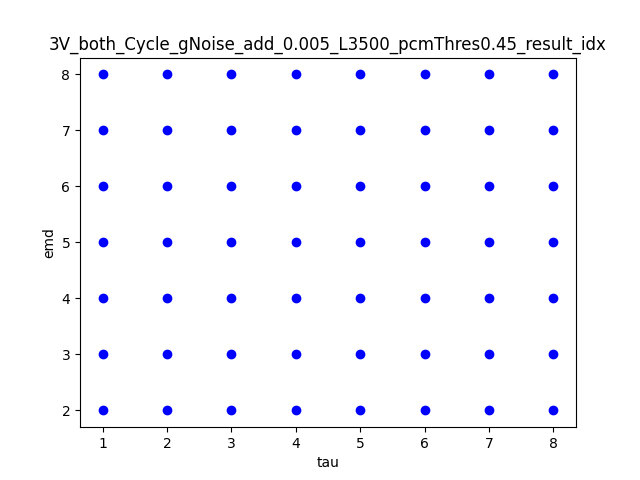 3V_both_Cycle_gNoise_add_0.005_L3500_pcmThres0.45_result_idx
8
7
6
5
4
3
2
emd
1 2 3 4 5 6 7 8
tau